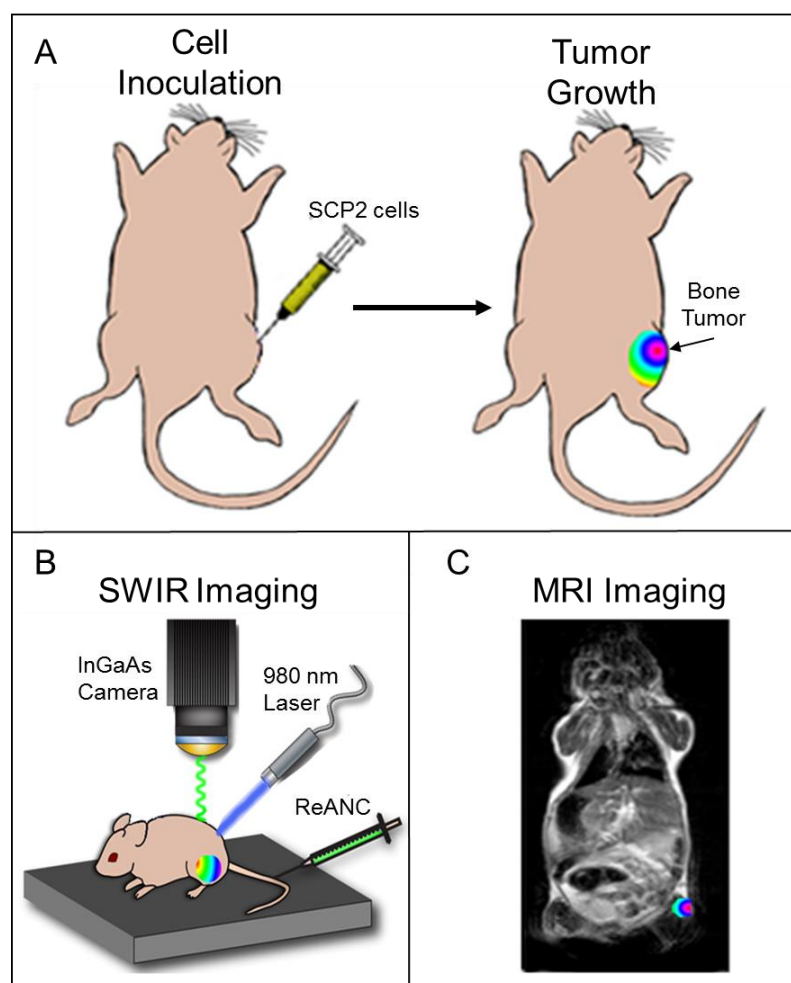 A
Cell
Inoculation
Tumor
Growth
SCP2 cells
Bone
Tumor
B
SWIR Imaging
InGaAs
Camera
980 nm
Laser
ReANC
C
MRI Imaging